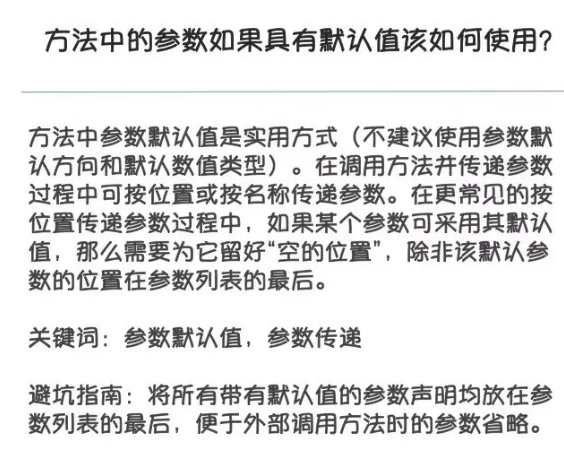 方法中的参数如果具有默认值该如何使用?
方法中参数默认值是实用方式（不建议使用参数默
认方向和默认数值类型）。在调用方法并传递参数
过程中可按位置或按名称传递参数。在更常见的按
位置传递参数过程中，如果某个参数可采用其默认
值，那么需要为它留好“空的位置”，除非该默认参
数的位置在参数列表的最后。
关键词：参数默认值，参数传递
避坑指南：将所有带有默认值的参数声明均放在参
数列表的最后，便于外部调用方法时的参数省略。